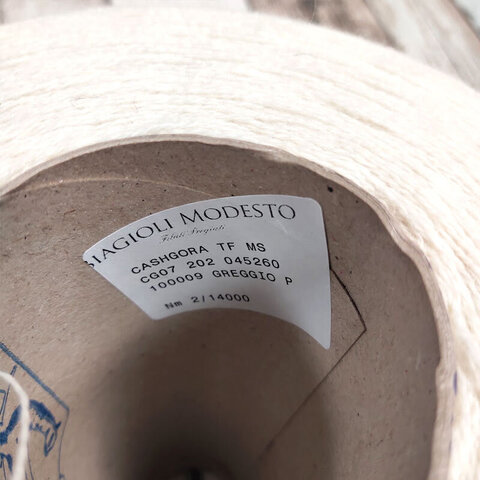 BIAGIOLI MODESTO
Filati Pregiati
CASHGORA TF MS
CG07 202 045260
100009 GREGGIO P
Nm 2/14000